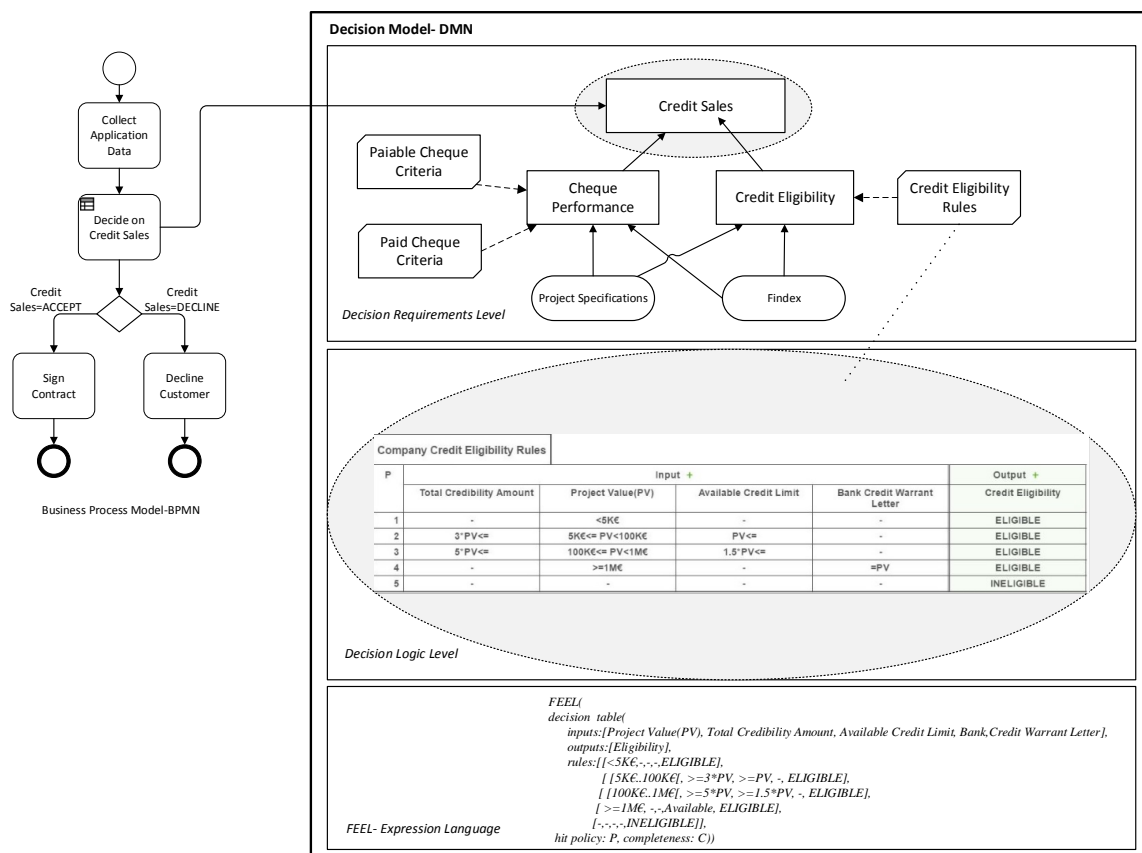 Decision Model- DMN
Collect
Application
Data
Decide on
Credit Sales
Credit
Sales=ACCEPT
Credit
Sales=DECLINE
Sign
Contract
Decline
Customer
Business Process Model-BPMN
Credit Sales
Paiable Cheque
Criteria
Cheque
Performance
Credit Eligibility
Credit Eligibility
Rules
Paid Cheque
Criteria
Project Specifications
Findex
Decision Requirements Level
Company Credit Eligibility Rules
P Input + Output +
Total Credibility Amount Project Value(PV) Available Credit Limit Bank Credit Warrant Letter Credit Eligibility
1 - <5K€ - - ELIGIBLE
2 3*PV<= 5K€<= PV<100K€ PV<= - ELIGIBLE
3 5*PV<= 100K€<= PV<1M€ 1.5*PV<= - ELIGIBLE
4 - >=1M€ - =PV ELIGIBLE
5 - - - - INELIGIBLE
Decision Logic Level
FEEL(
decision table(
inputs:[Project Value(PV), Total Credibility Amount, Available Credit Limit, Bank,Credit Warrant Letter],
outputs:[Eligibility],
rules:[[<5K€,-,-,-,ELIGIBLE],
[ [5K€..100K€[, >=3*PV, >=PV, -, ELIGIBLE],
[ [100K€..1M€[, >=5*PV, >=1.5*PV, -, ELIGIBLE],
[ >=1M€, -,-,Available, ELIGIBLE],
[-,-,-,-,INELIGIBLE]],
hit policy: P, completeness: C))
FEEL- Expression Language